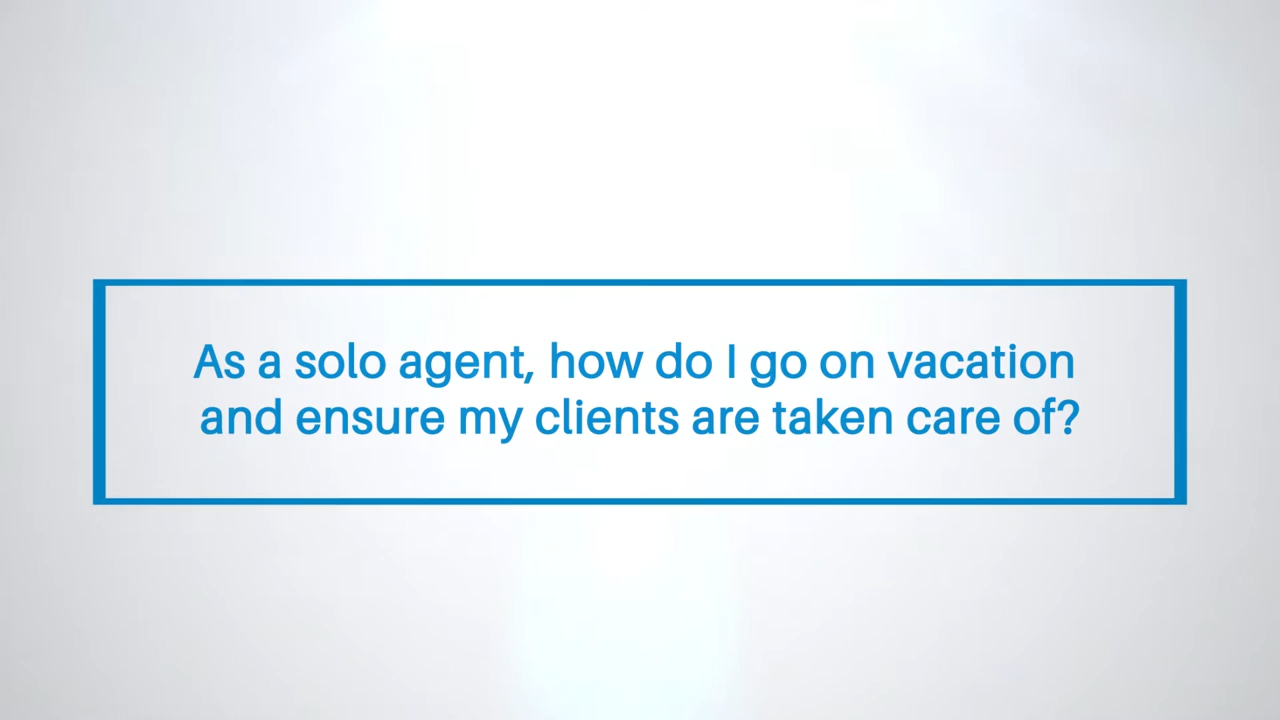 As a solo agent, how do I go on vacation
and ensure my clients are taken care of?